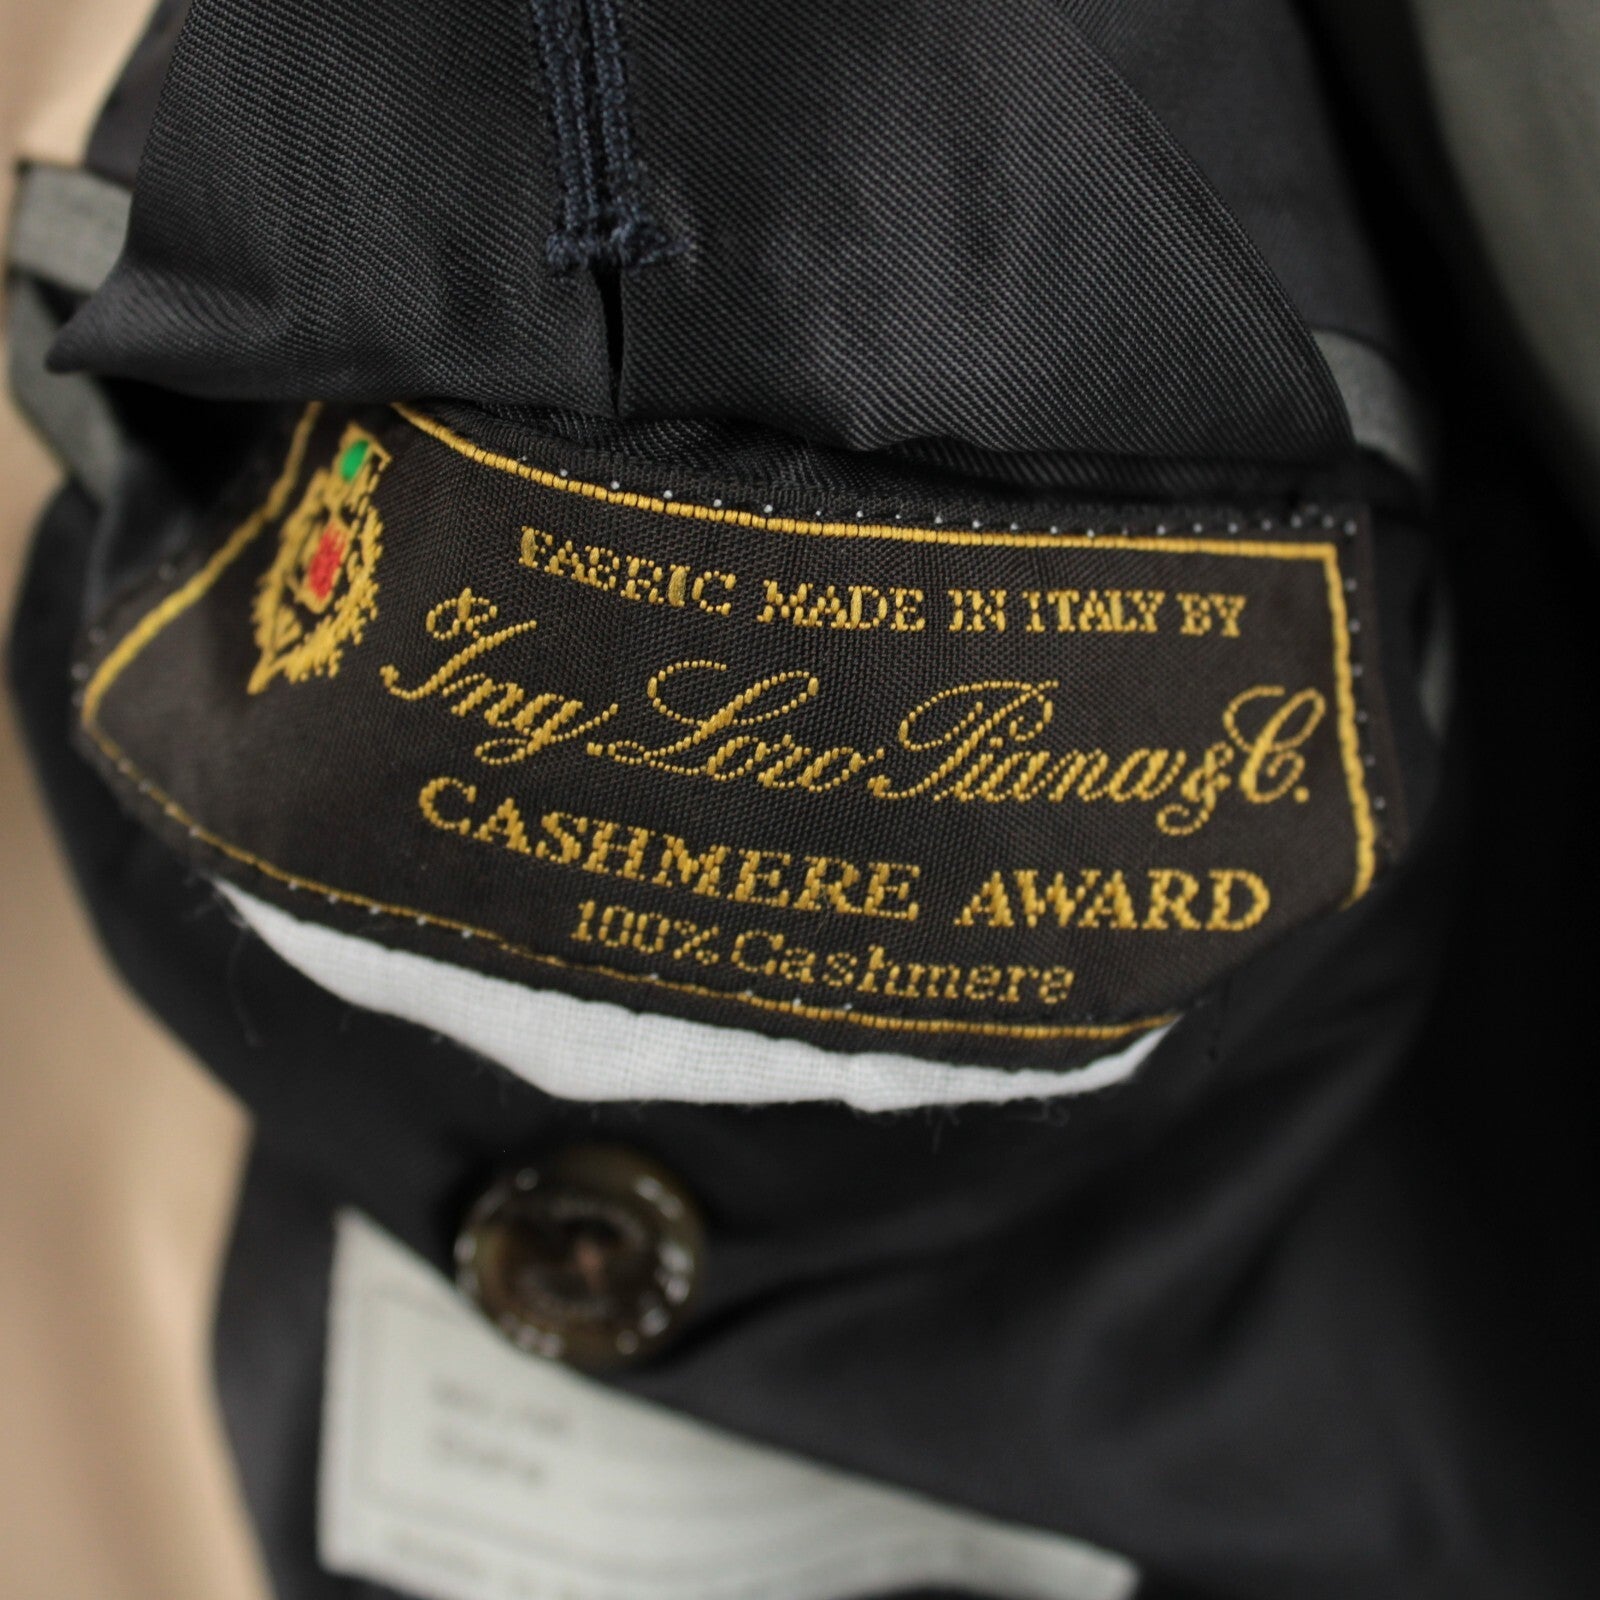 FABRIC MADE IN ITALY BY
Ing. Loro Piana & C.
CASHMERE AWARD
100% Cashmere